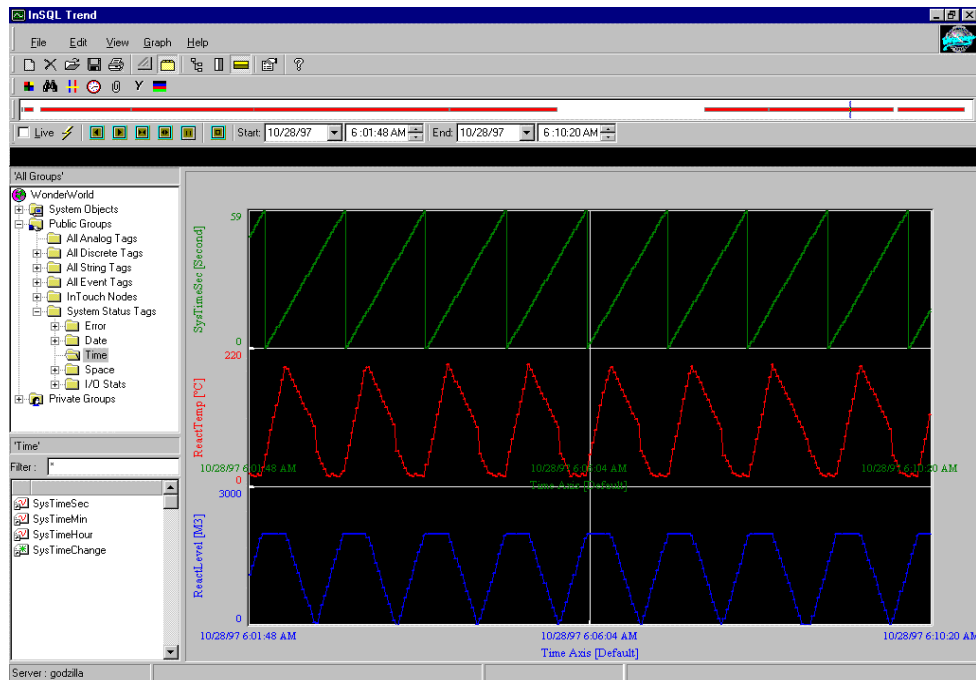 InSQL Trend
File Edit View Graph Help
Live Start: 10/28/97 6:01:48 AM End: 10/28/97 6:10:20 AM
'All Groups'
WonderWorld
System Objects
Public Groups
All Analog Tags
All Discrete Tags
All String Tags
All Event Tags
InTouch Nodes
System Status Tags
Error
Date
Time
Space
I/O Stats
Private Groups
'Time'
Filter : *
SysTimeSec
SysTimeMin
SysTimeHour
SysTimeChange
59
SysTimeSec [Second]
0
220
ReactTemp [ºC]
0
10/28/97 6:01:48 AM 10/28/97 6:06:04 AM 10/28/97 6:10:20 AM
Time Axis [Default]
3000
ReactLevel [M3]
0
10/28/97 6:01:48 AM 10/28/97 6:06:04 AM 10/28/97 6:10:20 AM
Time Axis [Default]
Server : godzilla